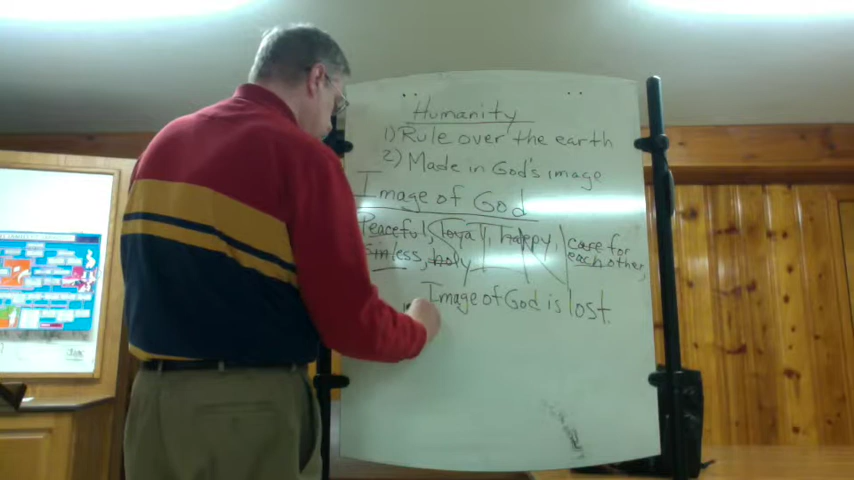 Humanity
1) Rule over the earth
2) Made in God's image
Image of God
Peaceful, loyal, happy, care for
sinless, holy, each other,
Image of God is lost.